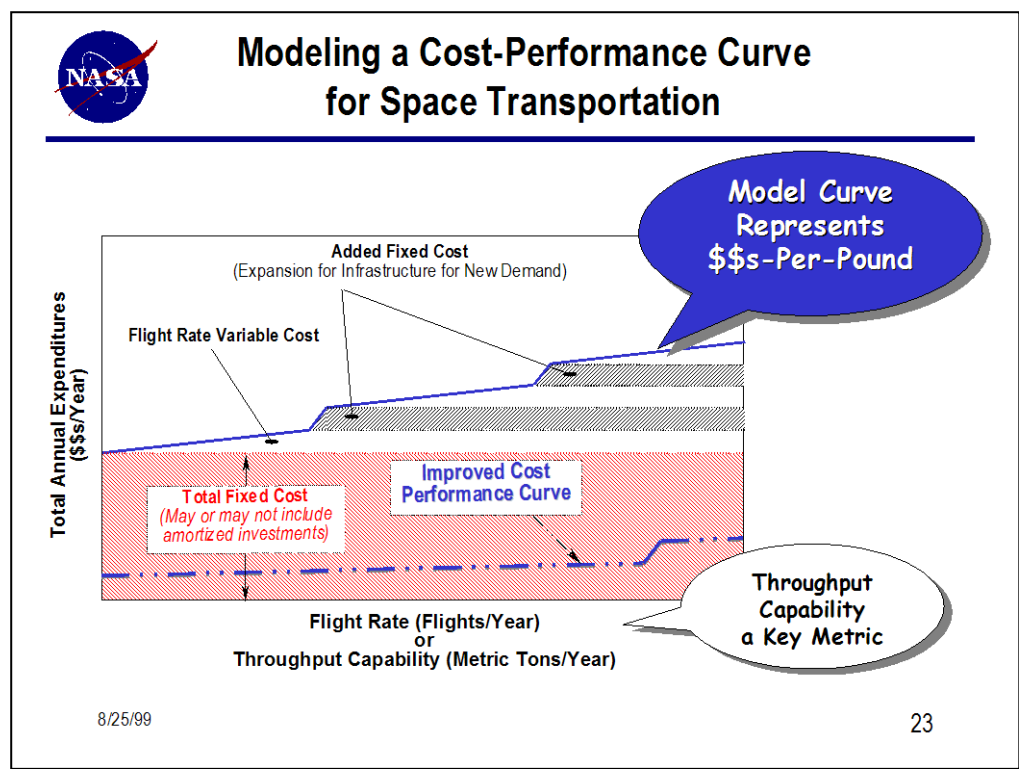 NASA
Modeling a Cost-Performance Curve
for Space Transportation
Model Curve
Represents
$$s-Per-Pound
Added Fixed Cost
(Expansion for Infrastructure for New Demand)
Flight Rate Variable Cost
Total Annual Expenditures
($$s/Year)
Improved Cost
Performance Curve
Total Fixed Cost
(May or may not include
amortized investments)
Throughput
Capability
a Key Metric
Flight Rate (Flights/Year)
or
Throughput Capability (Metric Tons/Year)
8/25/99
23